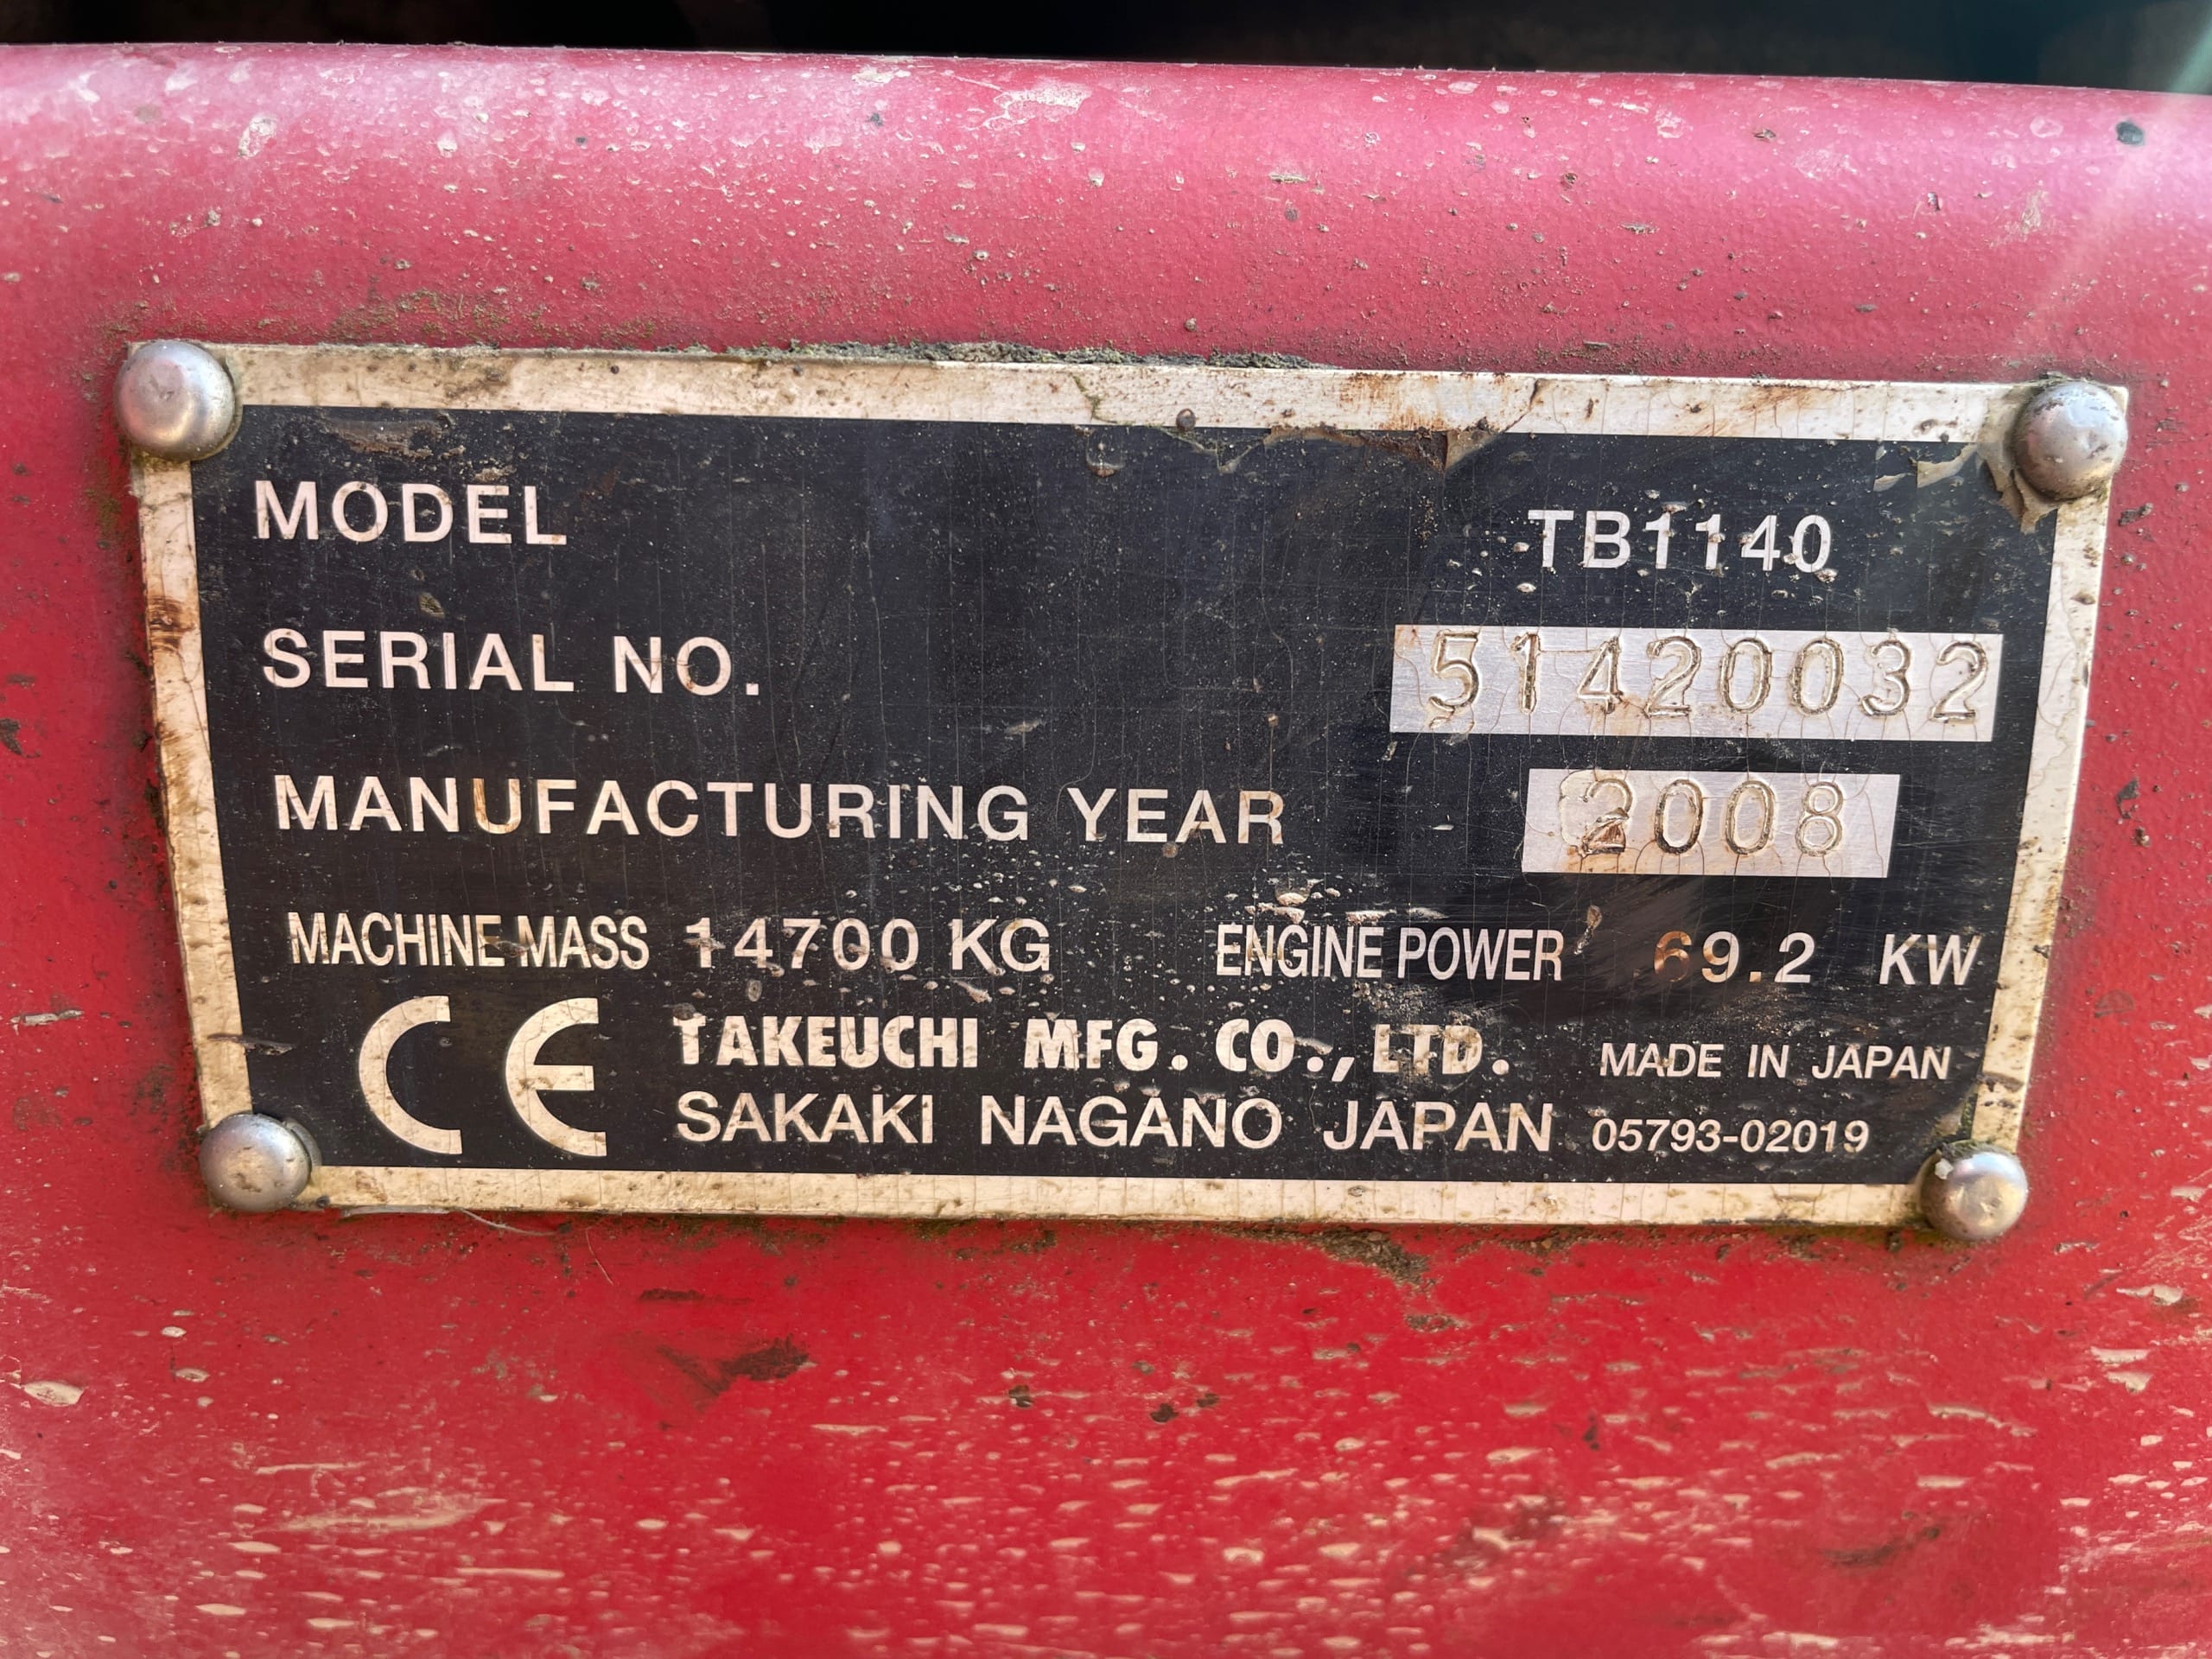 MODEL TB1140
SERIAL NO. 51420032
MANUFACTURING YEAR 2008
MACHINE MASS 14700 KG ENGINE POWER 69.2 KW
CE TAKEUCHI MFG. CO., LTD. MADE IN JAPAN
SAKAKI NAGANO JAPAN 05793-02019